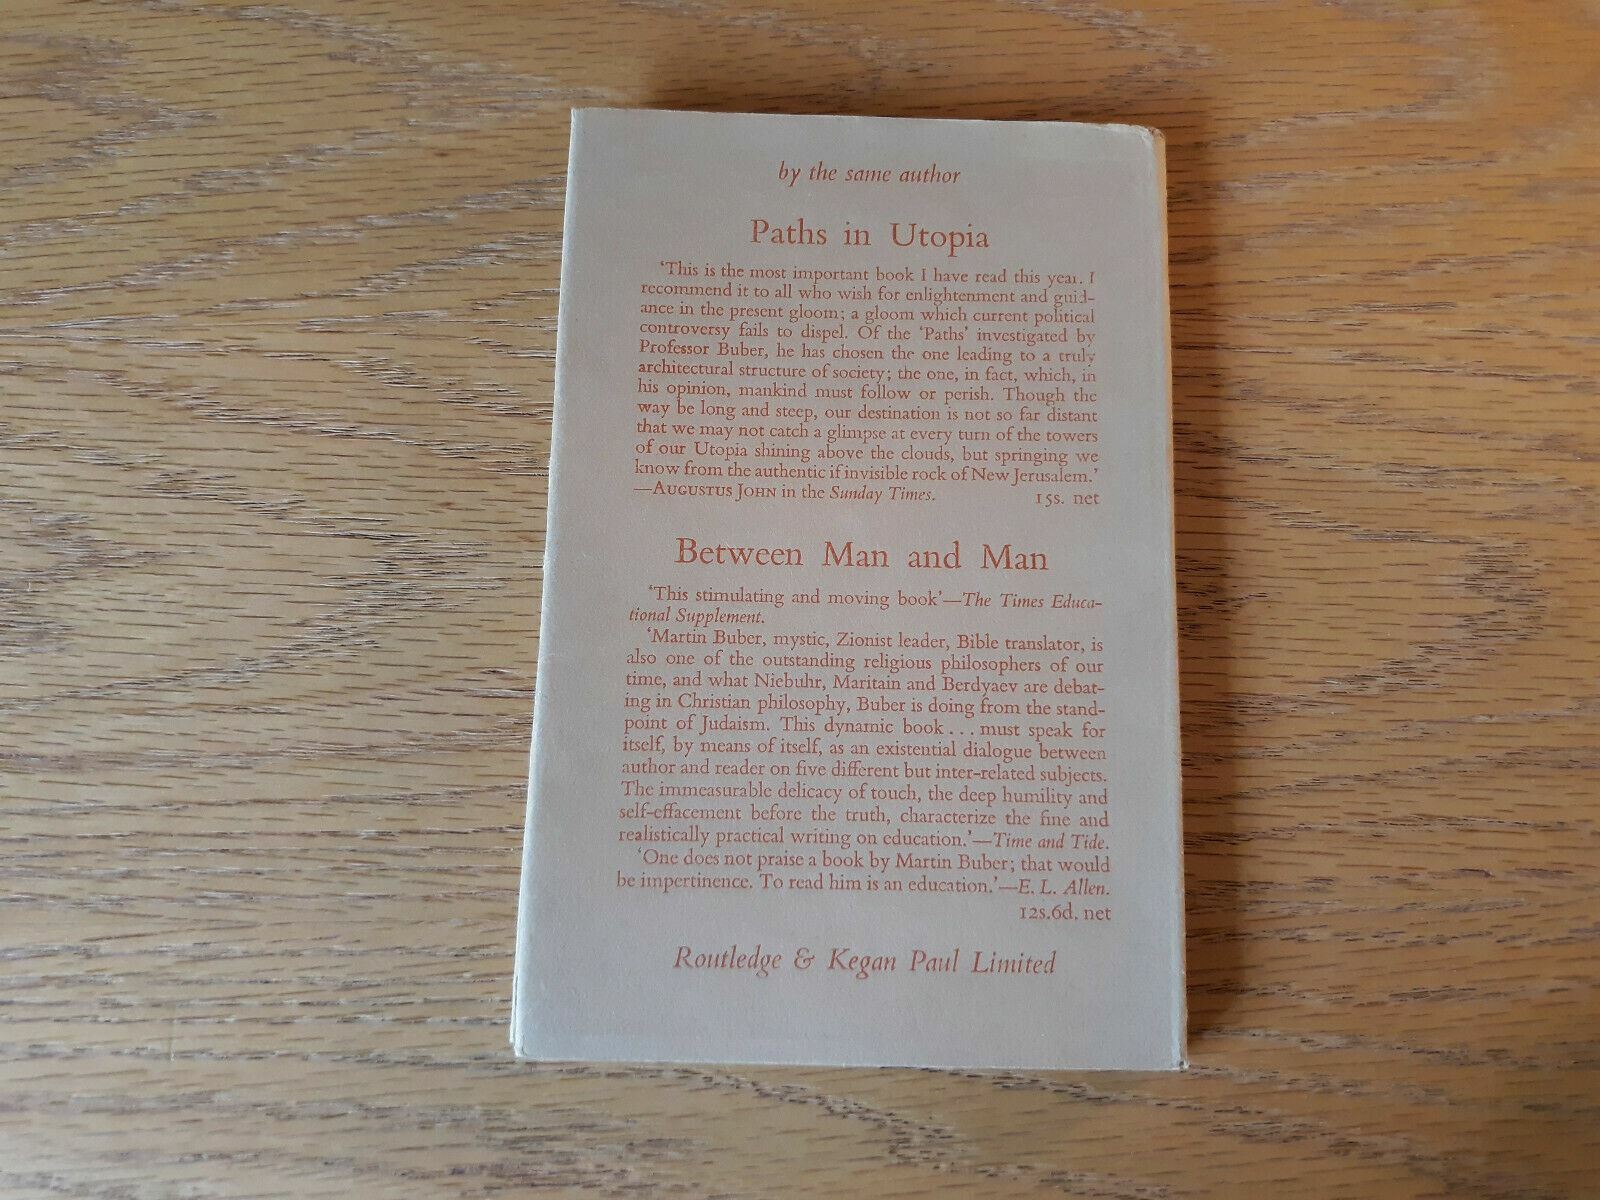 by the same author
Paths in Utopia
'This is the most important book I have read this year. I
recommend it to all who wish for enlightenment and guid-
ance in the present gloom; a gloom which current political
controversy fails to dispel. Of the 'Paths' investigated by
Professor Buber, he has chosen the one leading to a truly
architectural structure of society; the one, in fact, which, in
his opinion, mankind must follow or perish. Though the
way be long and steep, our destination is not so far distant
that we may not catch a glimpse at every turn of the towers
of our Utopia shining above the clouds, but springing we
know from the authentic if invisible rock of New Jerusalem.'
—AUGUSTUS JOHN in the Sunday Times. 15s. net
Between Man and Man
'This stimulating and moving book'—The Times Educa-
tional Supplement.
'Martin Buber, mystic, Zionist leader, Bible translator, is
also one of the outstanding religious philosophers of our
time, and what Niebuhr, Maritain and Berdyaev are debat-
ing in Christian philosophy, Buber is doing from the stand-
point of Judaism. This dynamic book . . . must speak for
itself, by means of itself, as an existential dialogue between
author and reader on five different but inter-related subjects.
The immeasurable delicacy of touch, the deep humility and
self-effacement before the truth, characterize the fine and
realistically practical writing on education.'—Time and Tide.
'One does not praise a book by Martin Buber; that would
be impertinence. To read him is an education.'—E. L. Allen.
12s.6d. net
Routledge & Kegan Paul Limited